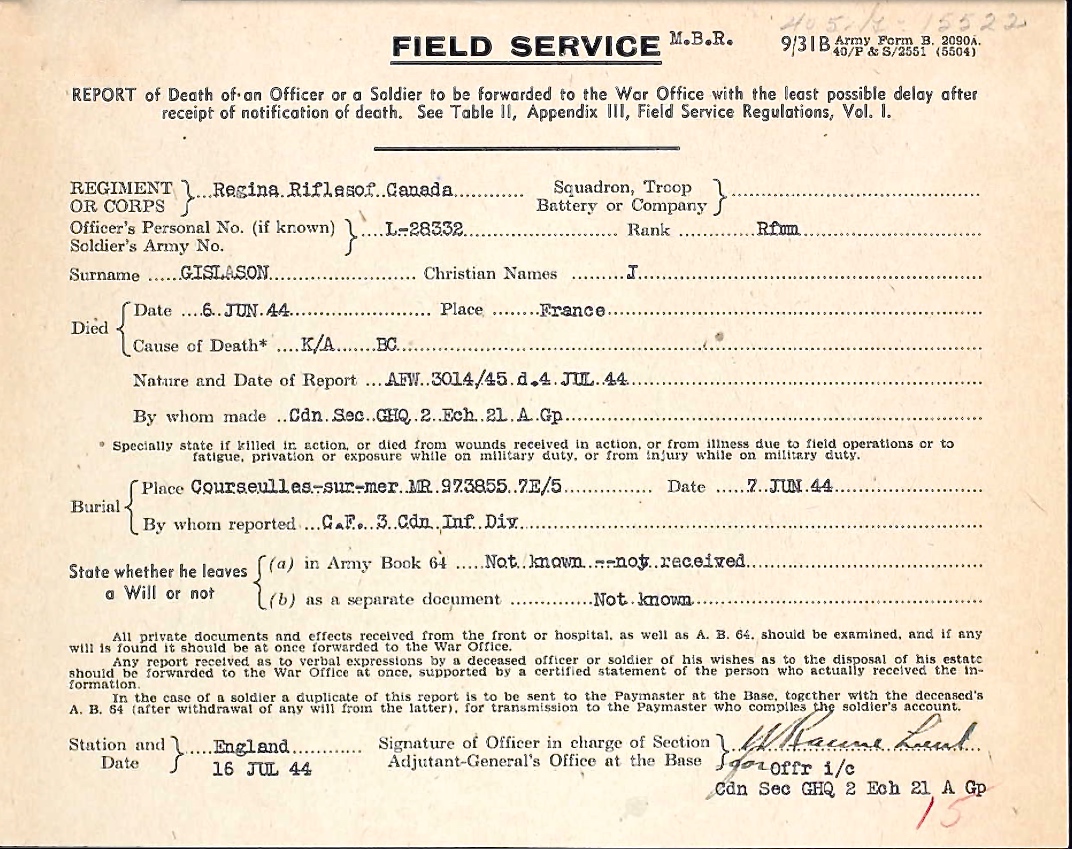 405-L-15522
FIELD SERVICE M.B.R. 9/31B Army Form B. 2090A.
40/P & S/2551 (5504)
REPORT of Death of an Officer or a Soldier to be forwarded to the War Office with the least possible delay after
receipt of notification of death. See Table II, Appendix III, Field Service Regulations, Vol. I.
REGIMENT OR CORPS } Regina Riflesof Canada Squadron, Troop Battery or Company }
Officer's Personal No. (if known) Soldier's Army No. } L-28332 Rank Rfmn
Surname GISLASON Christian Names J
Died { Date 6 JUN 44 Place France
Cause of Death* K/A BC
Nature and Date of Report AFW 3014/45 d.4 JUL 44
By whom made Cdn Sec GHQ 2 Ech 21 A Gp
* Specially state if killed in action, or died from wounds received in action, or from illness due to field operations or to
fatigue, privation or exposure while on military duty, or from injury while on military duty.
Burial { Place Courseulles-sur-mer MR 973855 7E/5 Date 7 JUN 44
By whom reported C.F. 3 Cdn Inf Div
State whether he leaves a Will or not { (a) in Army Book 64 Not known --not received
(b) as a separate document Not known
All private documents and effects received from the front or hospital, as well as A. B. 64, should be examined, and if any
will is found it should be at once forwarded to the War Office.
Any report received as to verbal expressions by a deceased officer or soldier of his wishes as to the disposal of his estate
should be forwarded to the War Office at once, supported by a certified statement of the person who actually received the in-
formation.
In the case of a soldier a duplicate of this report is to be sent to the Paymaster at the Base, together with the deceased's
A. B. 64 (after withdrawal of any will from the latter), for transmission to the Paymaster who compiles the soldier's account.
Station and Date } England Signature of Officer in charge of Section Adjutant-General's Office at the Base } Lieut
16 JUL 44 for Offr i/c
Cdn Sec GHQ 2 Ech 21 A Gp
15